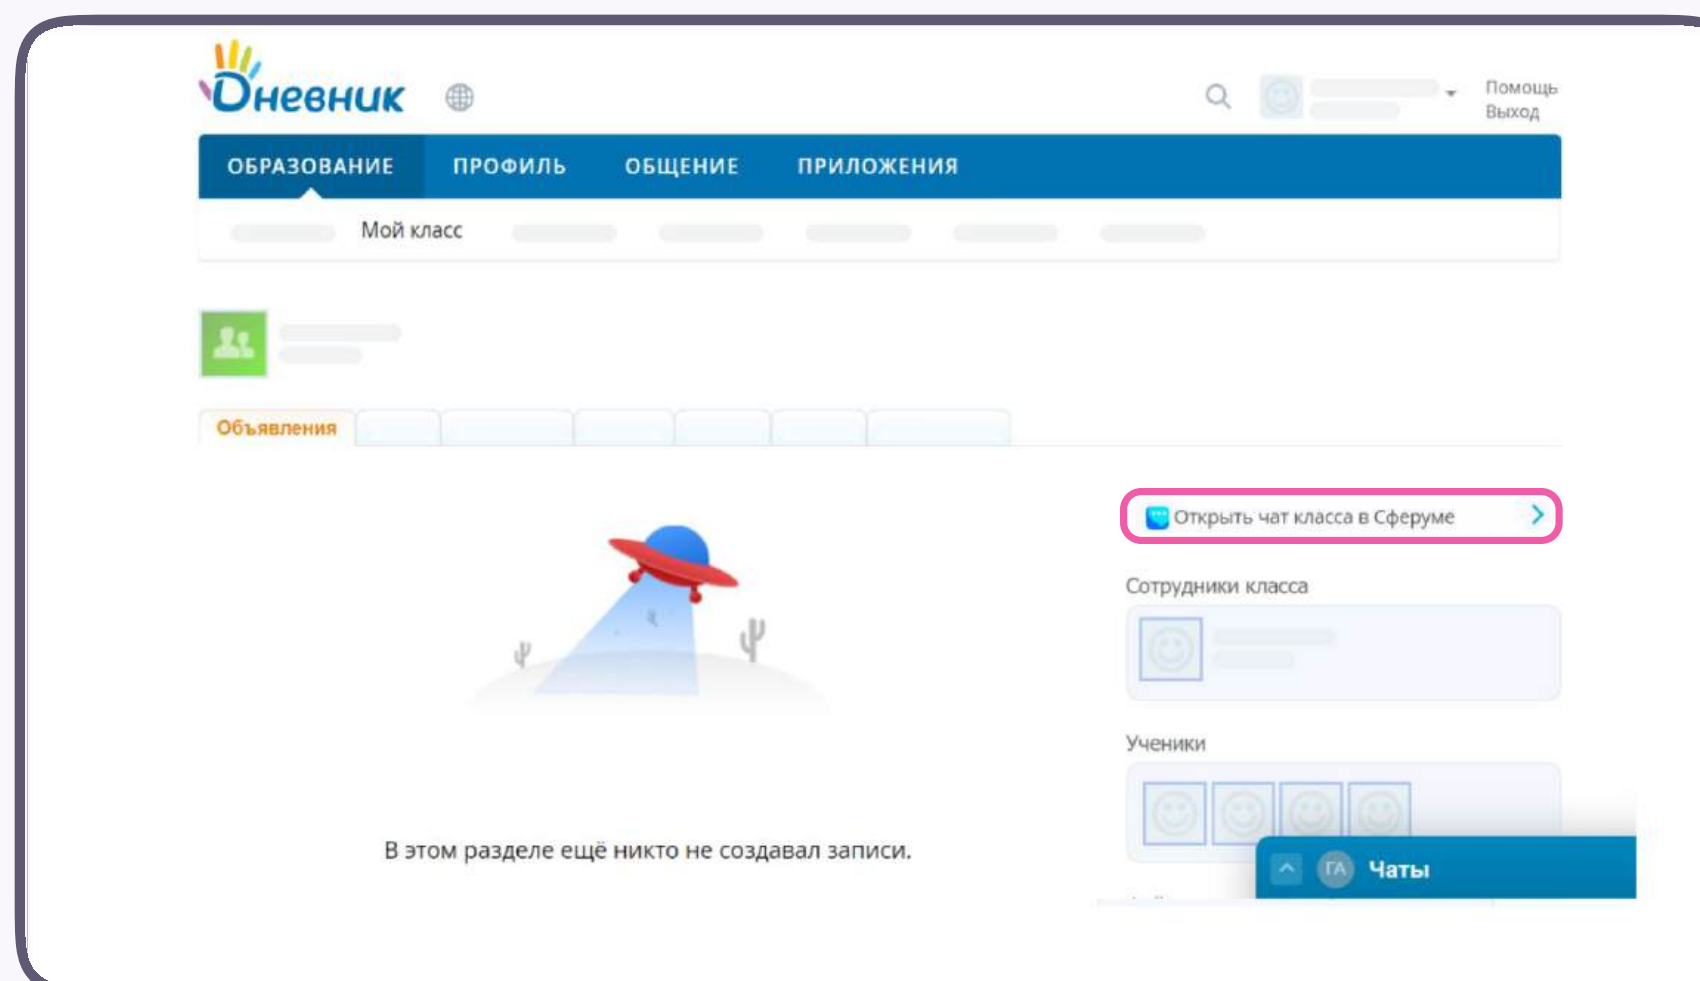 Дневник
Помощь
Выход
ОБРАЗОВАНИЕ ПРОФИЛЬ ОБЩЕНИЕ ПРИЛОЖЕНИЯ
Мой класс
Объявления
Открыть чат класса в Сферуме
Сотрудники класса
Ученики
В этом разделе ещё никто не создавал записи.
ГА Чаты